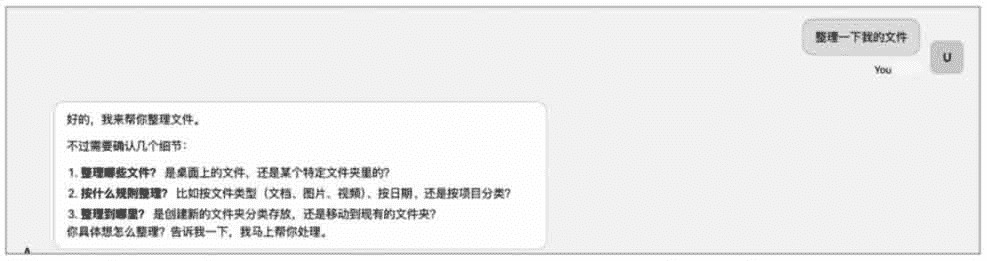 整理一下我的文件
U
You
好的，我来帮你整理文件。
不过需要确认几个细节：
1. 整理哪些文件？ 是桌面上的文件、还是某个特定文件夹里的？
2. 按什么规则整理？ 比如按文件类型（文档、图片、视频）、按日期，还是按项目分类？
3. 整理到哪里？ 是创建新的文件夹分类存放，还是移动到现有的文件夹？
你具体想怎么整理？告诉我一下，我马上帮你处理。
A